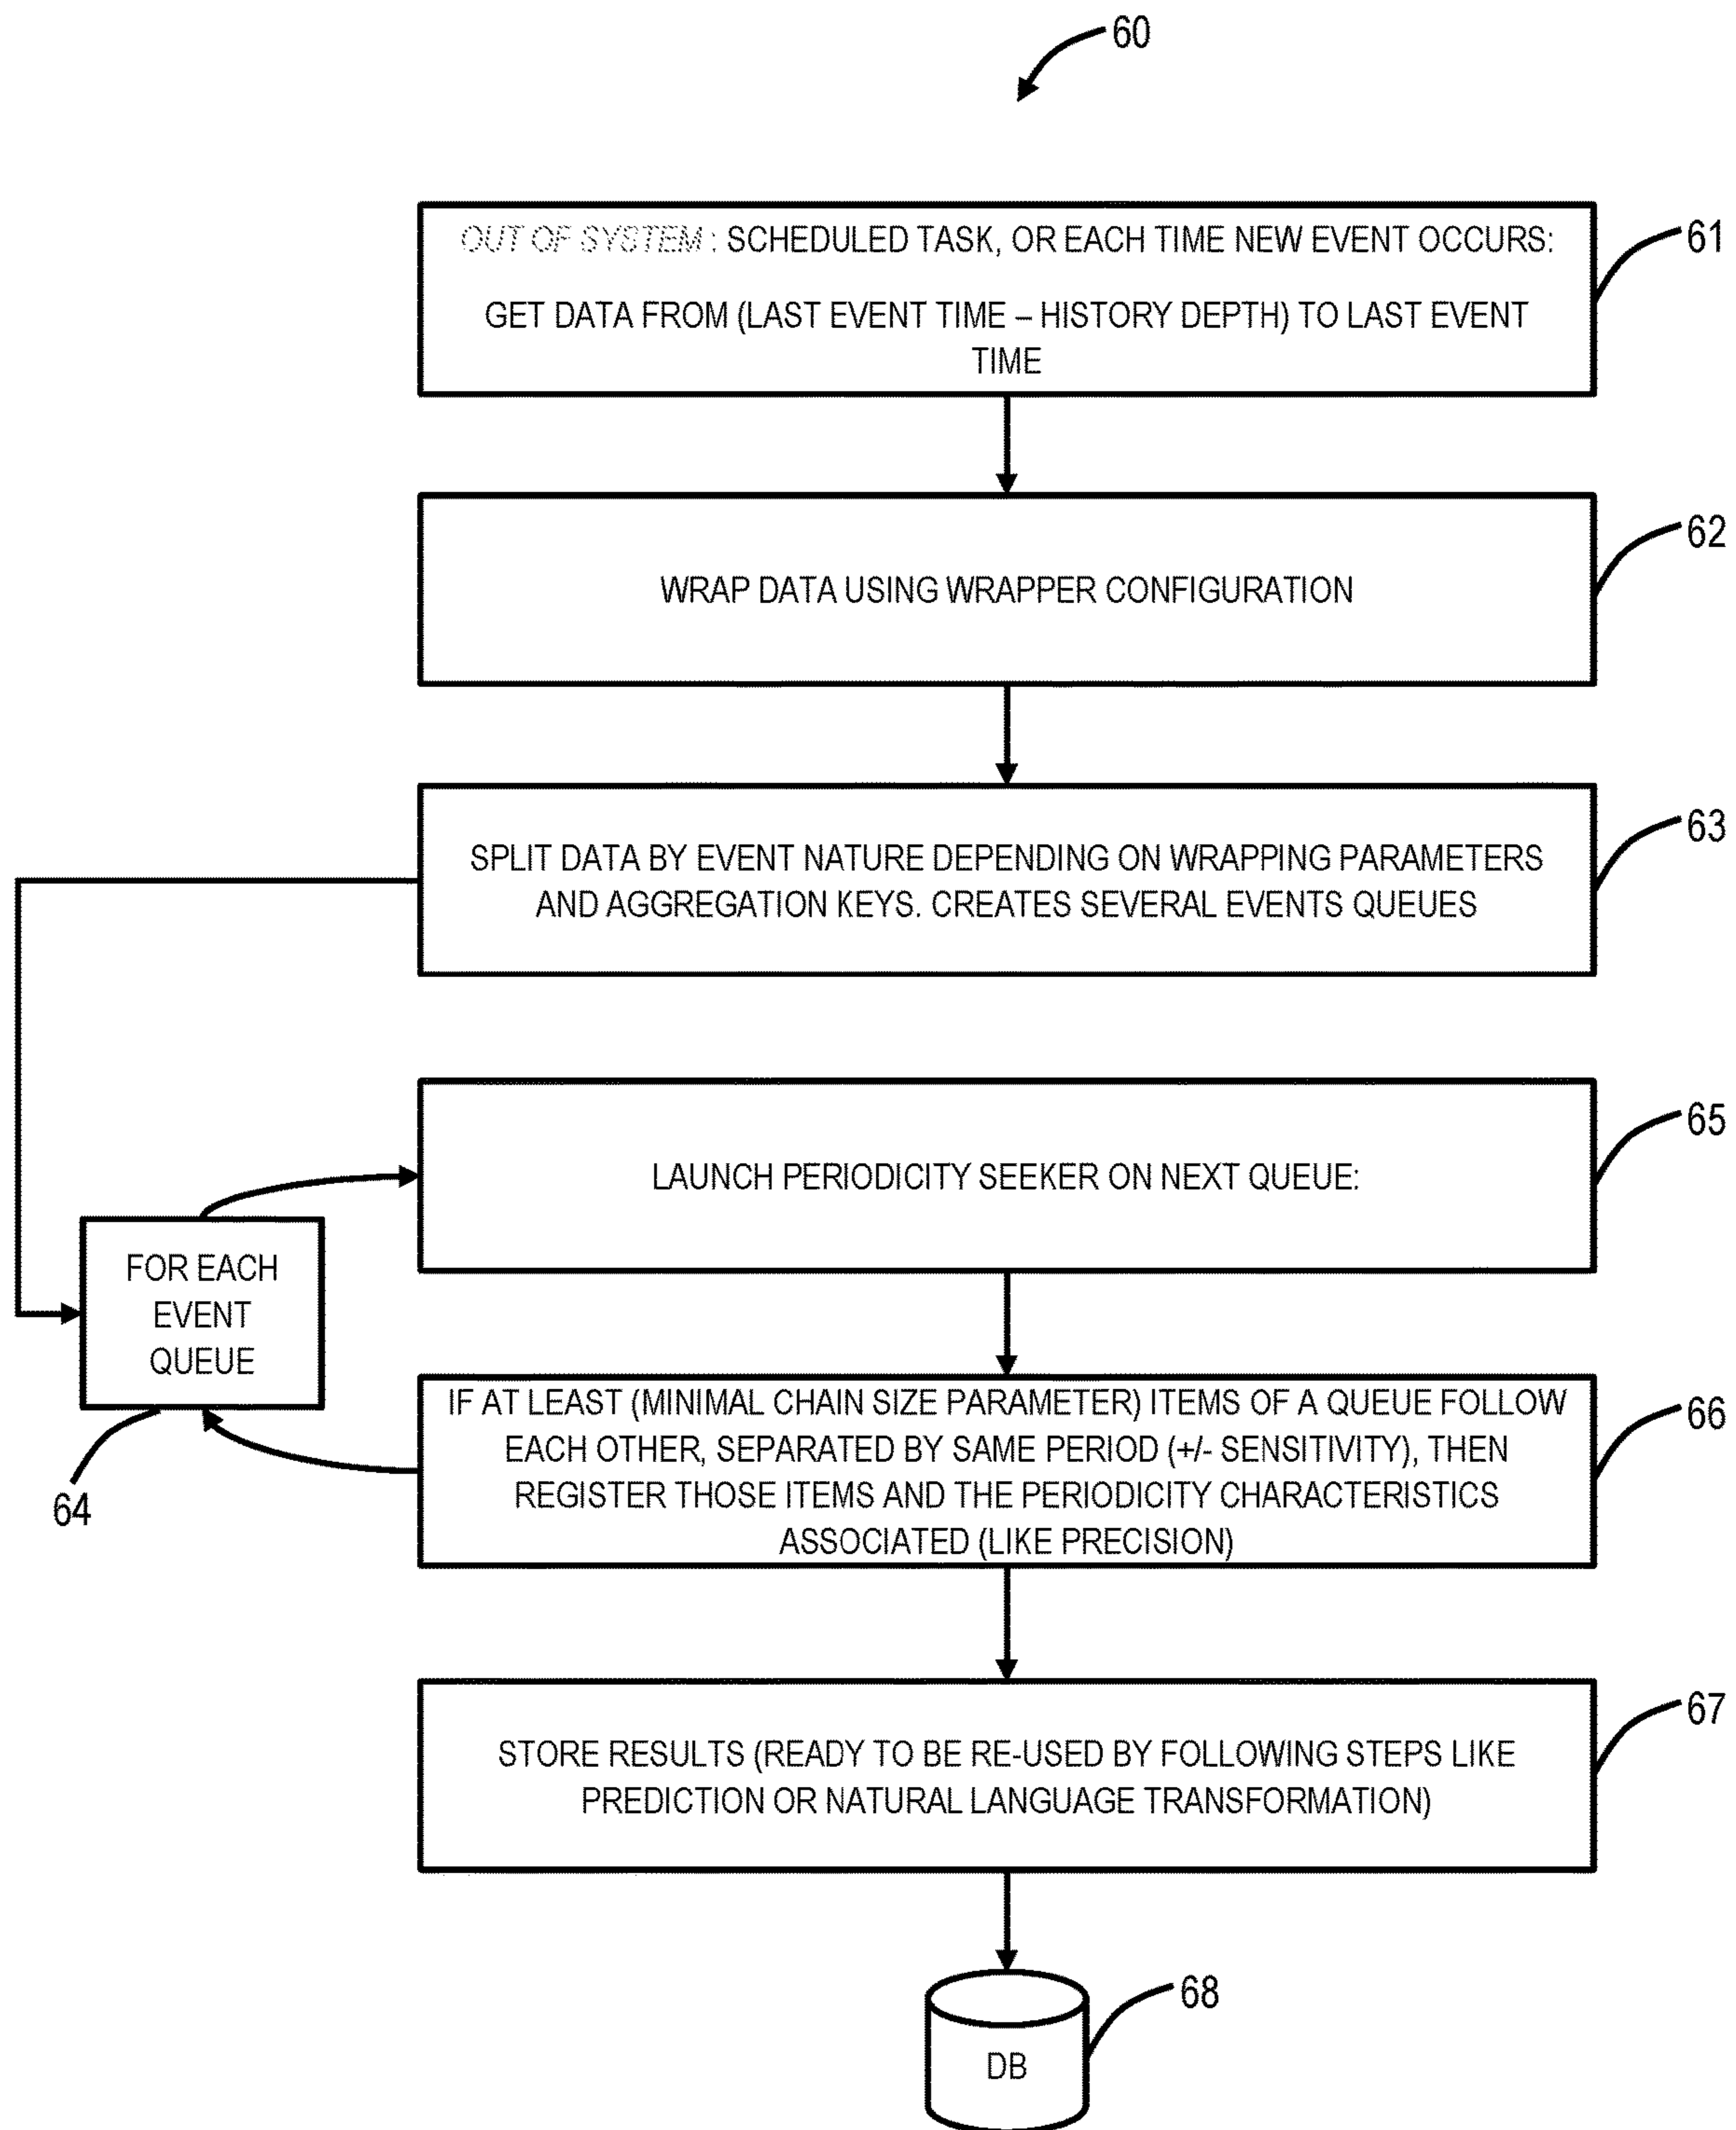 60
OUT OF SYSTEM : SCHEDULED TASK, OR EACH TIME NEW EVENT OCCURS:
GET DATA FROM (LAST EVENT TIME – HISTORY DEPTH) TO LAST EVENT
TIME
61
WRAP DATA USING WRAPPER CONFIGURATION
62
SPLIT DATA BY EVENT NATURE DEPENDING ON WRAPPING PARAMETERS
AND AGGREGATION KEYS. CREATES SEVERAL EVENTS QUEUES
63
LAUNCH PERIODICITY SEEKER ON NEXT QUEUE:
65
FOR EACH
EVENT
QUEUE
64
IF AT LEAST (MINIMAL CHAIN SIZE PARAMETER) ITEMS OF A QUEUE FOLLOW
EACH OTHER, SEPARATED BY SAME PERIOD (+/- SENSITIVITY), THEN
REGISTER THOSE ITEMS AND THE PERIODICITY CHARACTERISTICS
ASSOCIATED (LIKE PRECISION)
66
STORE RESULTS (READY TO BE RE-USED BY FOLLOWING STEPS LIKE
PREDICTION OR NATURAL LANGUAGE TRANSFORMATION)
67
DB
68